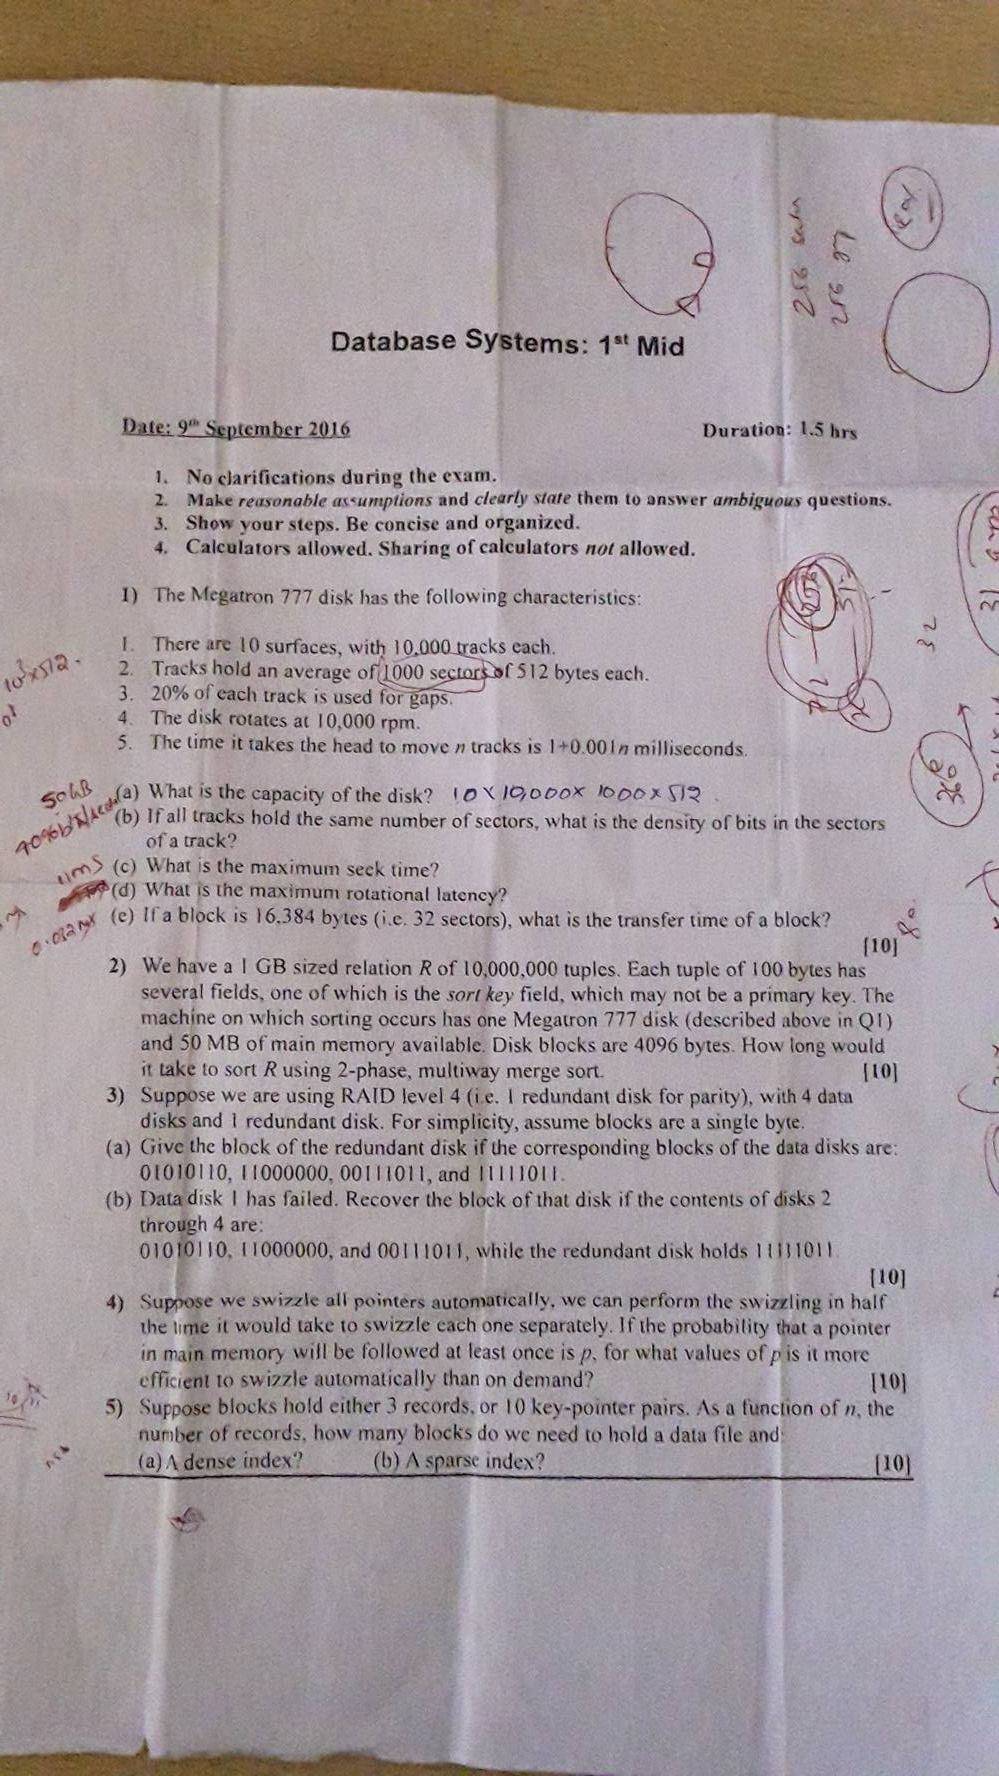 256 
256 
Database Systems: 1st Mid
Date: 9th September 2016 Duration: 1.5 hrs
1. No clarifications during the exam.
2. Make reasonable assumptions and clearly state them to answer ambiguous questions.
3. Show your steps. Be concise and organized.
4. Calculators allowed. Sharing of calculators not allowed.
1) The Megatron 777 disk has the following characteristics:
32
31
1. There are 10 surfaces, with 10,000 tracks each.
10³x512.
2. Tracks hold an average of 1000 sectors of 512 bytes each.
3. 20% of each track is used for gaps.
4. The disk rotates at 10,000 rpm.
5. The time it takes the head to move n tracks is 1+0.001n milliseconds.
50GB
(a) What is the capacity of the disk? 10 X 10,000 X 1000 X 512
(b) If all tracks hold the same number of sectors, what is the density of bits in the sectors
of a track?
11ms (c) What is the maximum seek time?
(d) What is the maximum rotational latency?
(e) If a block is 16,384 bytes (i.e. 32 sectors), what is the transfer time of a block?
[10]
2) We have a 1 GB sized relation R of 10,000,000 tuples. Each tuple of 100 bytes has
several fields, one of which is the sort key field, which may not be a primary key. The
machine on which sorting occurs has one Megatron 777 disk (described above in Q1)
and 50 MB of main memory available. Disk blocks are 4096 bytes. How long would
it take to sort R using 2-phase, multiway merge sort. [10]
3) Suppose we are using RAID level 4 (i.e. 1 redundant disk for parity), with 4 data
disks and 1 redundant disk. For simplicity, assume blocks are a single byte.
(a) Give the block of the redundant disk if the corresponding blocks of the data disks are:
01010110, 11000000, 00111011, and 11111011.
(b) Data disk 1 has failed. Recover the block of that disk if the contents of disks 2
through 4 are:
01010110, 11000000, and 00111011, while the redundant disk holds 11111011.
[10]
4) Suppose we swizzle all pointers automatically, we can perform the swizzling in half
the time it would take to swizzle each one separately. If the probability that a pointer
in main memory will be followed at least once is p, for what values of p is it more
efficient to swizzle automatically than on demand? [10]
5) Suppose blocks hold either 3 records, or 10 key-pointer pairs. As a function of n, the
number of records, how many blocks do we need to hold a data file and:
(a) A dense index? (b) A sparse index? [10]